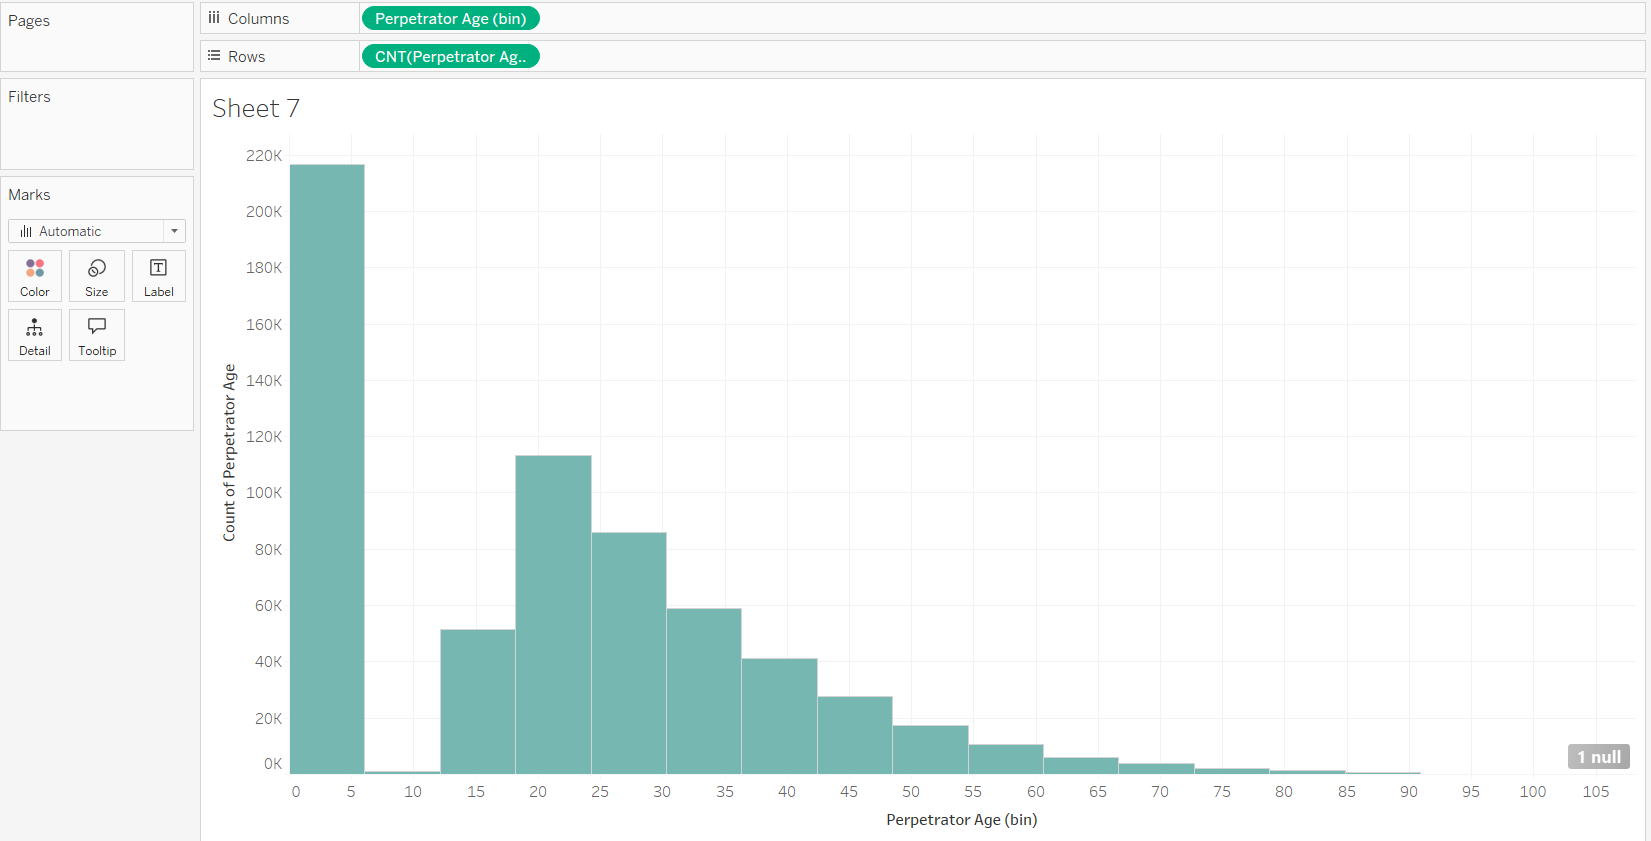 Pages
Columns
Perpetrator Age (bin)
Rows
CNT(Perpetrator Ag..
Filters
Marks
Automatic
Color
Size
Label
Detail
Tooltip
Sheet 7
220K
200K
180K
160K
140K
120K
100K
80K
60K
40K
20K
0K
Count of Perpetrator Age
1 null
0 5 10 15 20 25 30 35 40 45 50 55 60 65 70 75 80 85 90 95 100 105
Perpetrator Age (bin)